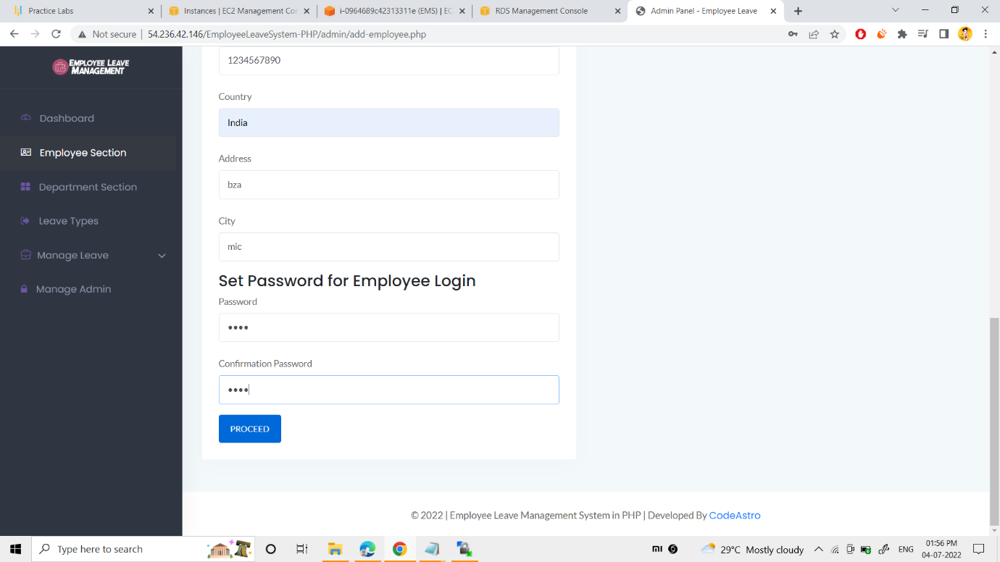 Practice Labs
Instances | EC2 Management Con
i-0964689c42313311e (EMS) | EC
RDS Management Console
Admin Panel - Employee Leave
Not secure | 54.236.42.146/EmployeeLeaveSystem-PHP/admin/add-employee.php
EMPLOYEE LEAVE
MANAGEMENT
Dashboard
Employee Section
Department Section
Leave Types
Manage Leave
Manage Admin
1234567890
Country
India
Address
bza
City
mic
Set Password for Employee Login
Password
••••
Confirmation Password
••••
PROCEED
© 2022 | Employee Leave Management System in PHP | Developed By CodeAstro
Type here to search
29°C Mostly cloudy
ENG
01:56 PM
04-07-2022